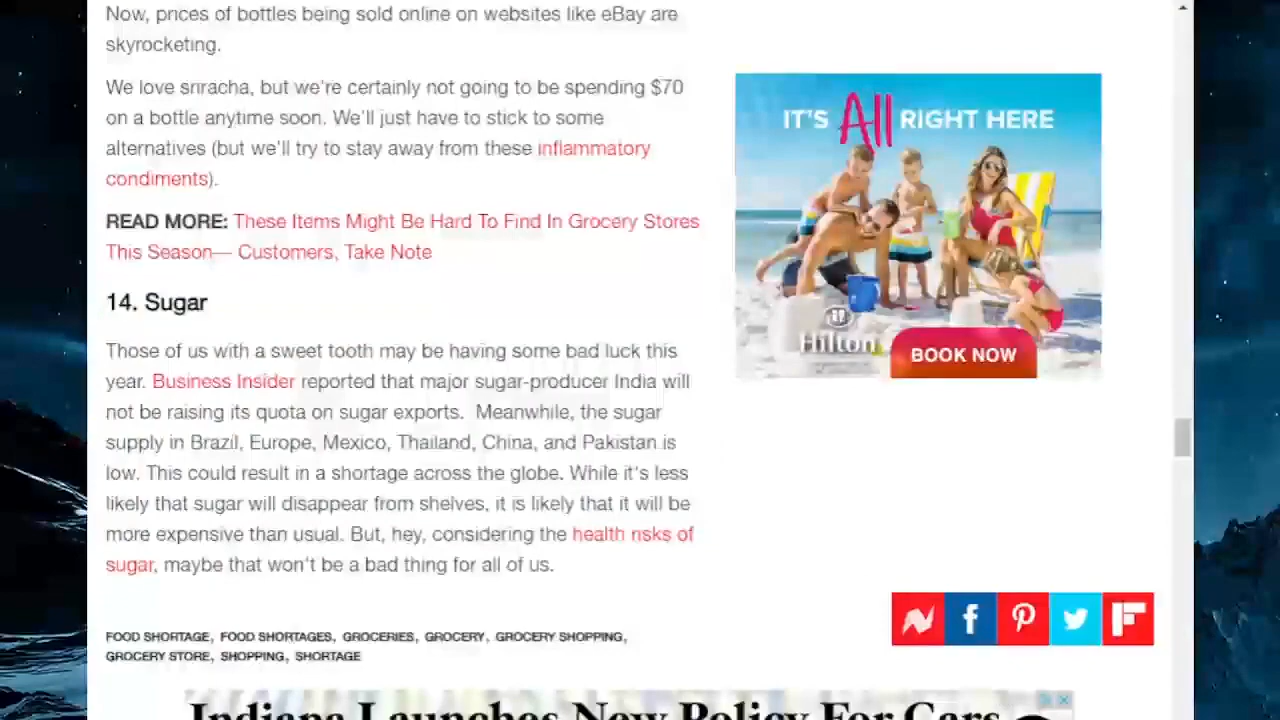 Now, prices of bottles being sold online on websites like eBay are
skyrocketing.
We love sriracha, but we're certainly not going to be spending $70
on a bottle anytime soon. We'll just have to stick to some
alternatives (but we'll try to stay away from these inflammatory
condiments).
READ MORE: These Items Might Be Hard To Find In Grocery Stores
This Season— Customers, Take Note
14. Sugar
Those of us with a sweet tooth may be having some bad luck this
year. Business Insider reported that major sugar-producer India will
not be raising its quota on sugar exports. Meanwhile, the sugar
supply in Brazil, Europe, Mexico, Thailand, China, and Pakistan is
low. This could result in a shortage across the globe. While it's less
likely that sugar will disappear from shelves, it is likely that it will be
more expensive than usual. But, hey, considering the health risks of
sugar, maybe that won't be a bad thing for all of us.
FOOD SHORTAGE, FOOD SHORTAGES, GROCERIES, GROCERY, GROCERY SHOPPING,
GROCERY STORE, SHOPPING, SHORTAGE
IT'S All RIGHT HERE
Hilton
BOOK NOW
Indiana Launches New Policy For Cars